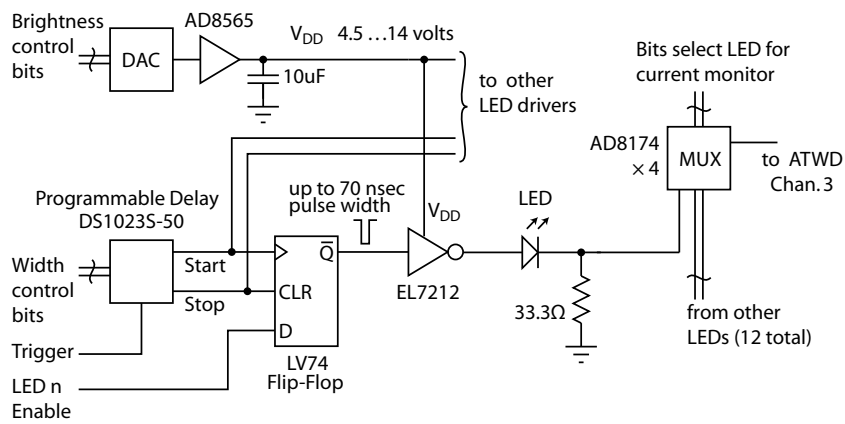 Brightness
control
bits
DAC
AD8565
V_DD 4.5 ...14 volts
10uF
to other
LED drivers
Bits select LED for
current monitor
AD8174
× 4
MUX
to ATWD
Chan. 3
Programmable Delay
DS1023S-50
up to 70 nsec
pulse width
V_DD
LED
Width
control
bits
Start
Stop
Q̅
CLR
D
EL7212
33.3Ω
from other
LEDs (12 total)
Trigger
LED n
Enable
LV74
Flip-Flop